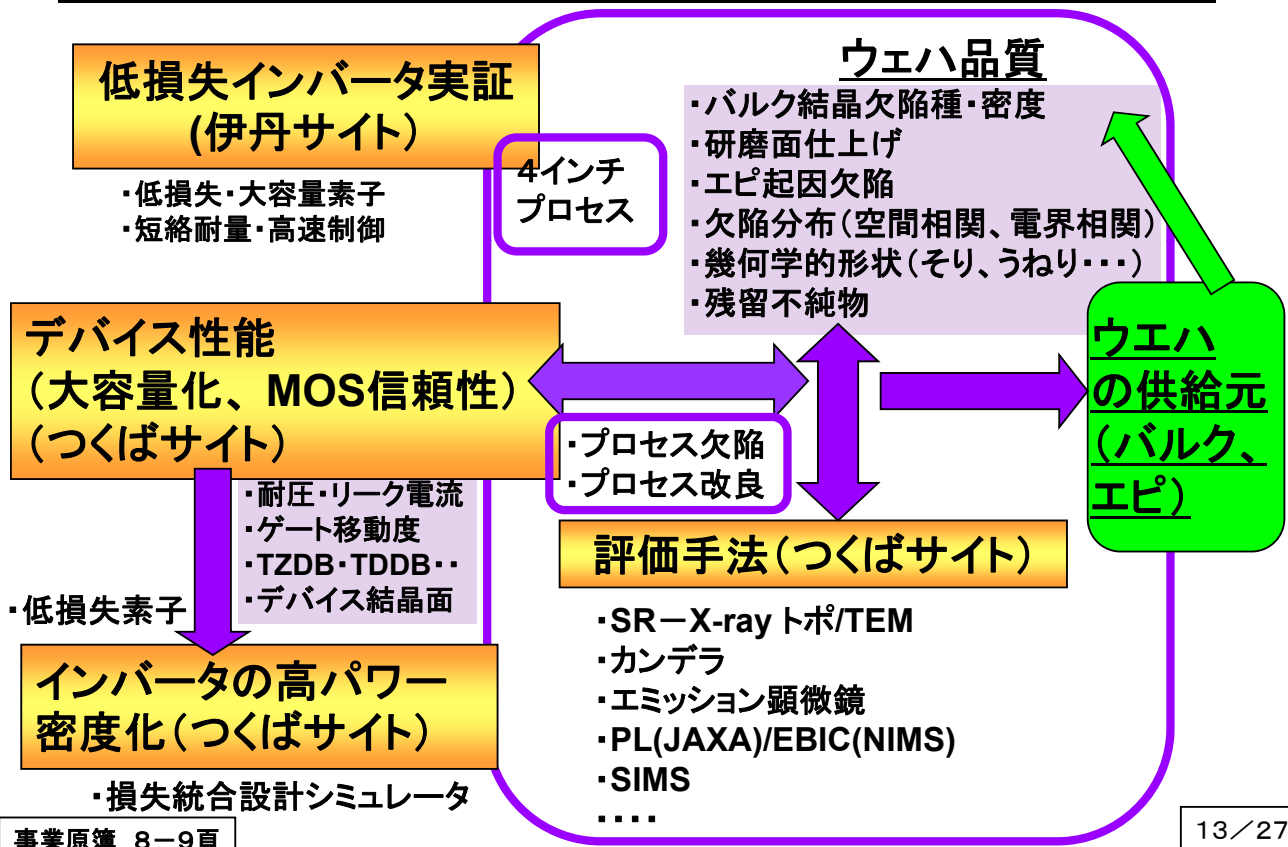 低損失インバータ実証
(伊丹サイト）
・低損失・大容量素子
・短絡耐量・高速制御
4インチ
プロセス
ウェハ品質
・バルク結晶欠陥種・密度
・研磨面仕上げ
・エピ起因欠陥
・欠陥分布（空間相関、電界相関）
・幾何学的形状（そり、うねり・・・）
・残留不純物
デバイス性能
（大容量化、MOS信頼性）
（つくばサイト）
・プロセス欠陥
・プロセス改良
ウエハ
の供給元
（バルク、
エピ）
・耐圧・リーク電流
・ゲート移動度
・TZDB・TDDB・・
・デバイス結晶面
・低損失素子
インバータの高パワー
密度化（つくばサイト）
・損失統合設計シミュレータ
評価手法（つくばサイト）
・SR－X-ray トポ/TEM
・カンデラ
・エミッション顕微鏡
・PL(JAXA)/EBIC(NIMS)
・SIMS
・・・・
事業原簿 8－9頁
13／27